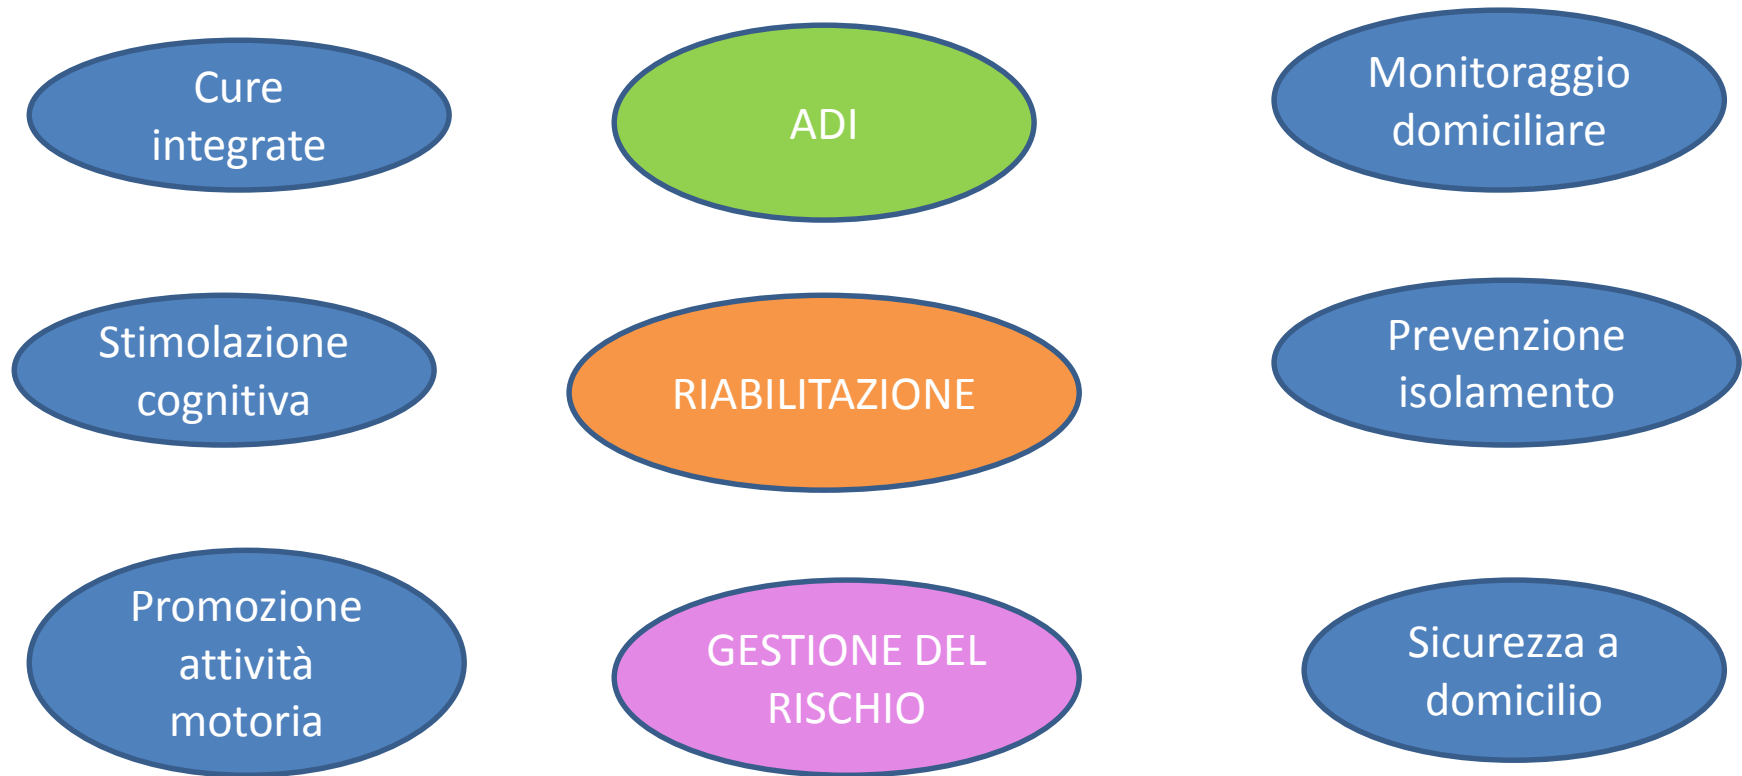 Cure
integrate
ADI
Monitoraggio
domiciliare
Stimolazione
cognitiva
RIABILITAZIONE
Prevenzione
isolamento
Promozione
attività
motoria
GESTIONE DEL
RISCHIO
Sicurezza a
domicilio